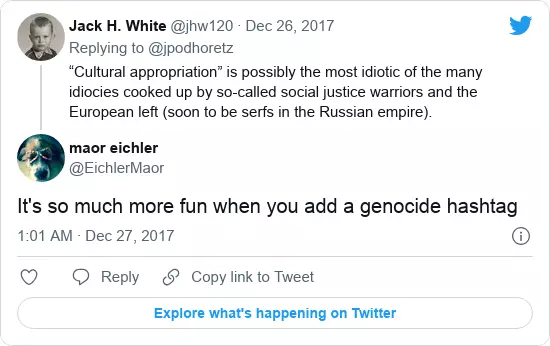 Jack H. White @jhw120 · Dec 26, 2017
Replying to @jpodhoretz
“Cultural appropriation” is possibly the most idiotic of the many
idiocies cooked up by so-called social justice warriors and the
European left (soon to be serfs in the Russian empire).
maor eichler
@EichlerMaor
It's so much more fun when you add a genocide hashtag
1:01 AM · Dec 27, 2017
Reply Copy link to Tweet
Explore what's happening on Twitter